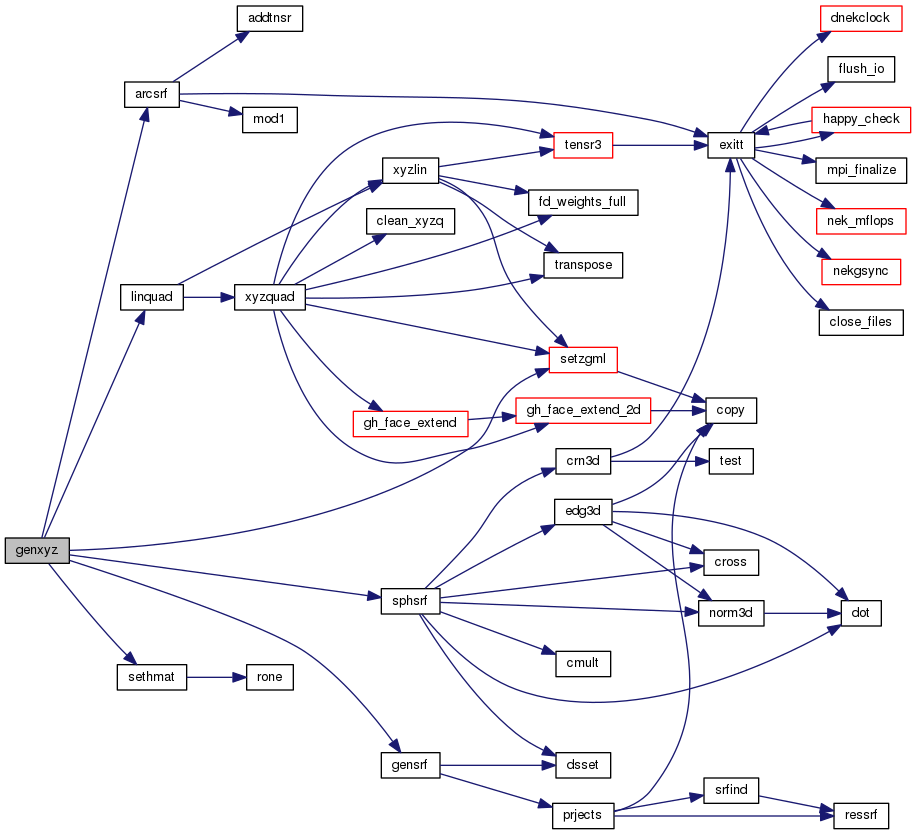 addtnsr
dnekclock
flush_io
arcsrf
mod1
happy_check
exitt
tensr3
xyzlin
mpi_finalize
fd_weights_full
clean_xyzq
nek_mflops
transpose
nekgsync
linquad
xyzquad
close_files
setzgml
gh_face_extend
gh_face_extend_2d
copy
crn3d
test
edg3d
genxyz
cross
sphsrf
norm3d
dot
cmult
sethmat
rone
gensrf
dsset
srfind
prjects
ressrf